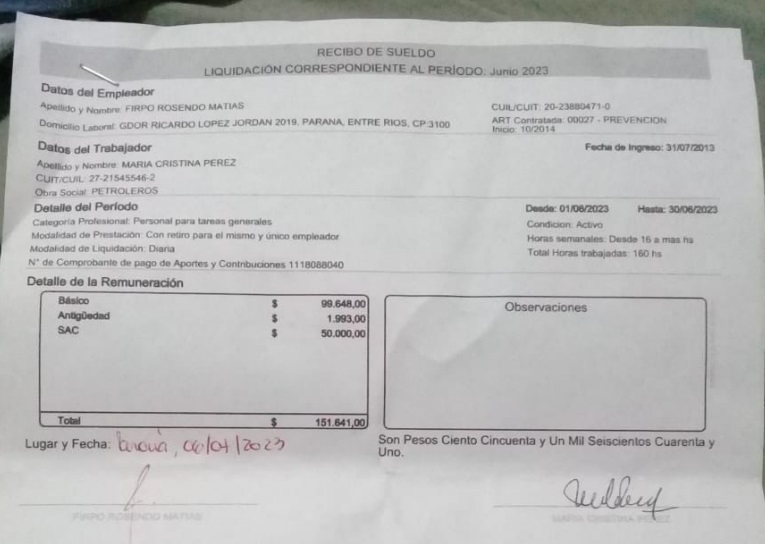 RECIBO DE SUELDO
LIQUIDACIÓN CORRESPONDIENTE AL PERÍODO: Junio 2023
Datos del Empleador
Apellido y Nombre: FIRPO ROSENDO MATIAS CUIL/CUIT: 20-23880471-0
Domicilio Laboral: GDOR RICARDO LOPEZ JORDAN 2019, PARANA, ENTRE RIOS, CP:3100 ART Contratada: 00027 - PREVENCION
Inicio: 10/2014
Datos del Trabajador Fecha de Ingreso: 31/07/2013
Apellido y Nombre: MARIA CRISTINA PEREZ
CUIT/CUIL: 27-21545546-2
Obra Social: PETROLEROS
Detalle del Período Desde: 01/06/2023 Hasta: 30/06/2023
Categoría Profesional: Personal para tareas generales Condicion: Activo
Modalidad de Prestación: Con retiro para el mismo y único empleador Horas semanales: Desde 16 a mas hs
Modalidad de Liquidación: Diaria Total Horas trabajadas: 160 hs
N° de Comprobante de pago de Aportes y Contribuciones 1118088040
Detalle de la Remuneración
Básico $ 99.648,00 Observaciones
Antigüedad $ 1.993,00
SAC $ 50.000,00
Total $ 151.641,00
Lugar y Fecha: Son Pesos Ciento Cincuenta y Un Mil Seiscientos Cuarenta y
Uno.
FIRPO ROSENDO MATIAS MARIA CRISTINA PEREZ